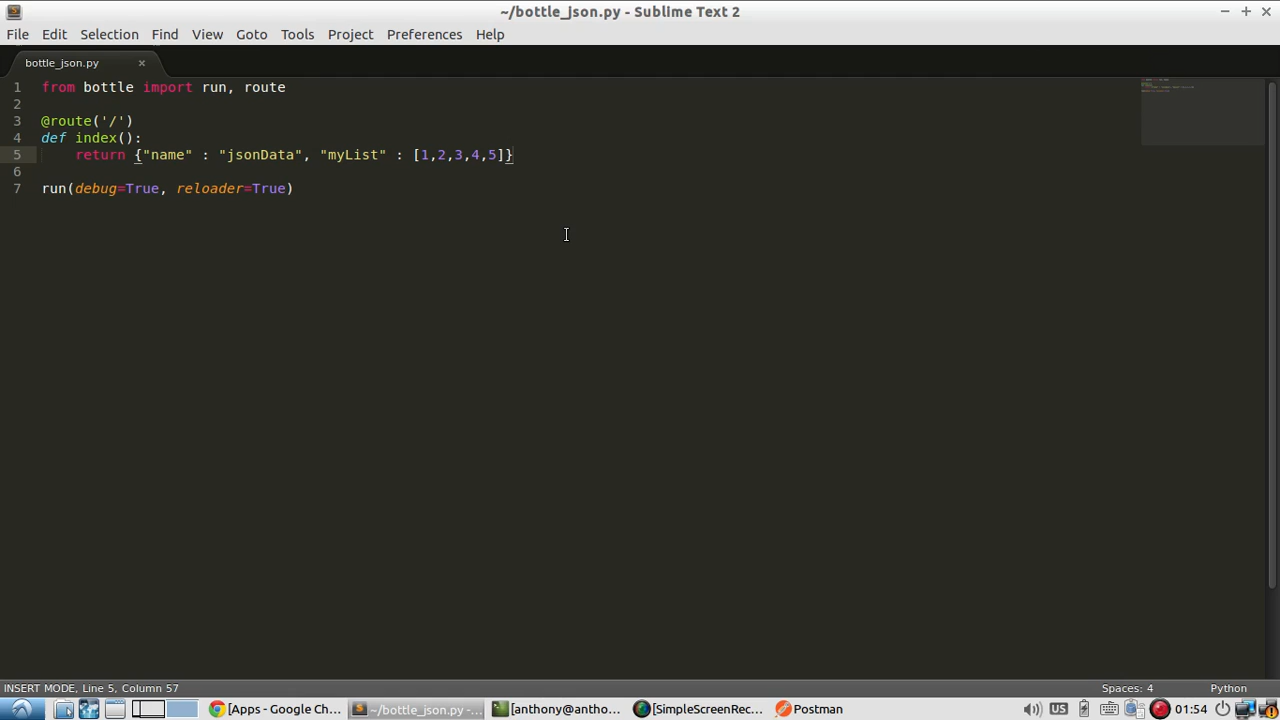 ~/bottle_json.py - Sublime Text 2
File Edit Selection Find View Goto Tools Project Preferences Help
bottle_json.py ×
1 from bottle import run, route
2
3 @route('/')
4 def index():
5     return {"name" : "jsonData", "myList" : [1,2,3,4,5]}
6
7 run(debug=True, reloader=True)
INSERT MODE, Line 5, Column 57 Spaces: 4 Python
[Apps - Google Ch... ~/bottle_json.py -... [anthony@antho... [SimpleScreenRec... Postman US 01:54